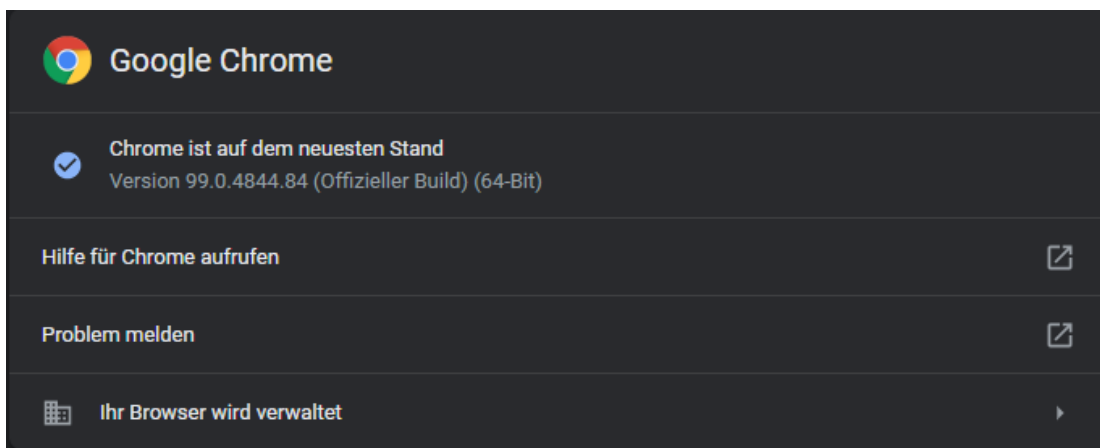 Google Chrome
Chrome ist auf dem neuesten Stand
Version 99.0.4844.84 (Offizieller Build) (64-Bit)
Hilfe für Chrome aufrufen
Problem melden
Ihr Browser wird verwaltet